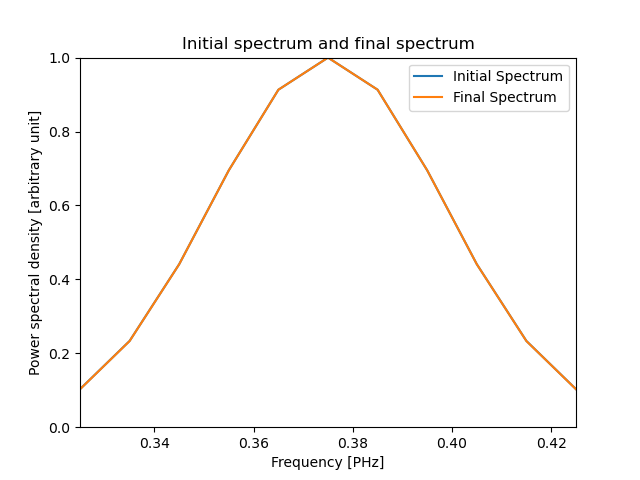 Initial spectrum and final spectrum
Initial Spectrum
Final Spectrum
Power spectral density [arbitrary unit]
1.0
0.8
0.6
0.4
0.2
0.0
0.34 0.36 0.38 0.40 0.42
Frequency [PHz]